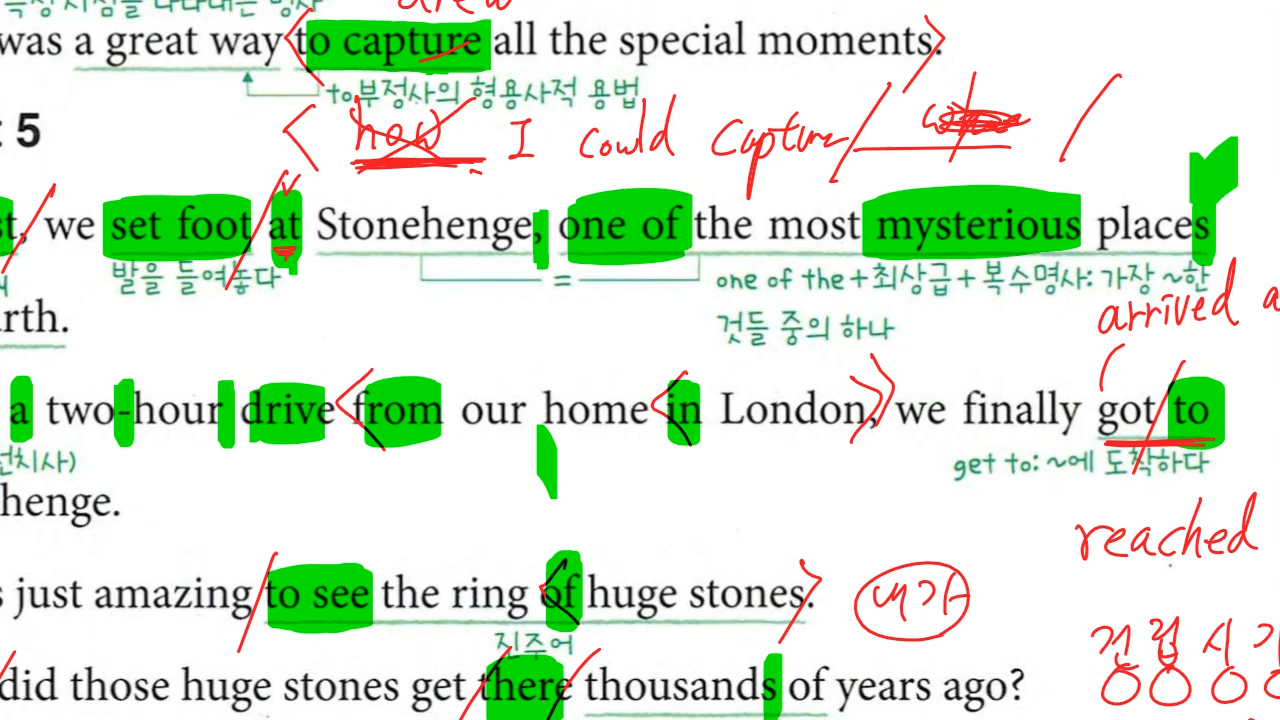 drew
was a great way to capture all the special moments.
to부정사의 형용사적 용법
how I could capture
: 5
t, we set foot at Stonehenge, one of the most mysterious places
발을 들여놓다 = one of the+최상급+복수명사: 가장 ~한
것들 중의 하나
arrived a
rth.
a two-hour drive from our home in London, we finally got to
전치사) get to: ~에 도착하다
henge.
reached
s just amazing to see the ring of huge stones.
진주어
did those huge stones get there thousands of years ago?